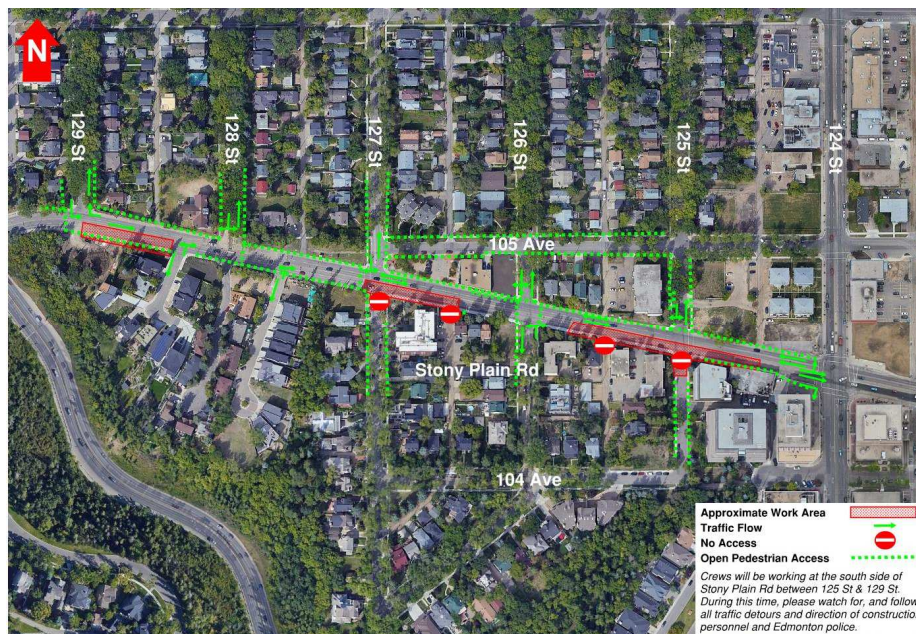 N
129 St
128 St
127 St
126 St
125 St
124 St
105 Ave
Stony Plain Rd
104 Ave
Approximate Work Area
Traffic Flow
No Access
Open Pedestrian Access
Crews will be working at the south side of
Stony Plain Rd between 125 St & 129 St.
During this time, please watch for, and follow
all traffic detours and direction of constructio
personnel and Edmonton police.